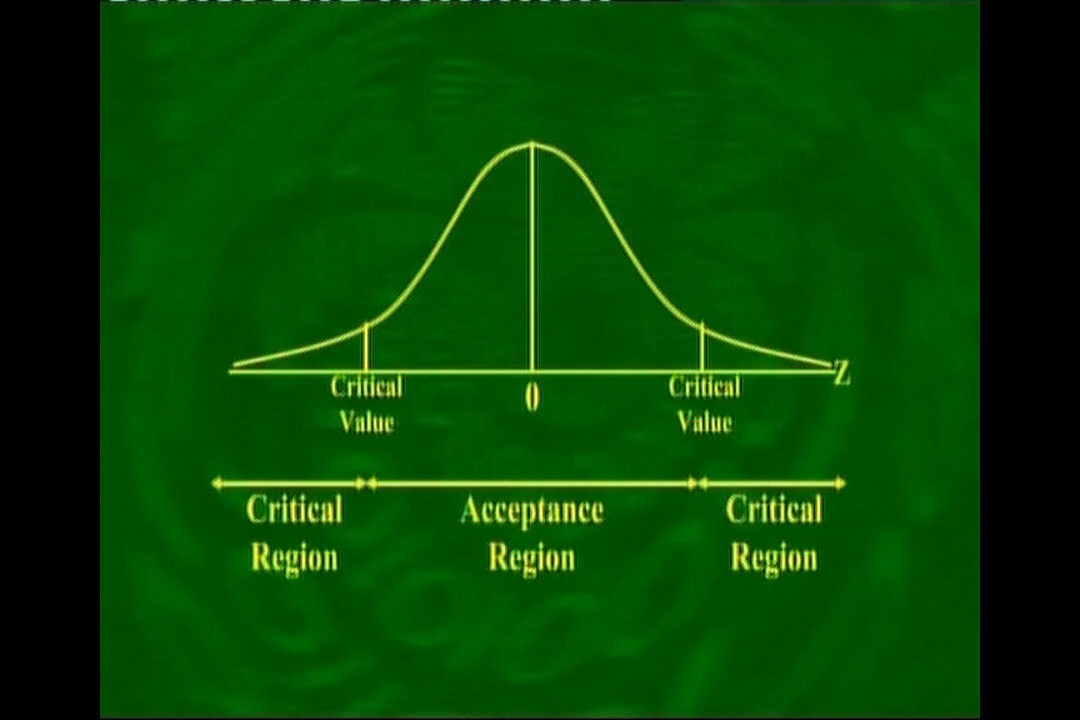 Z
Critical
Value
0
Critical
Value
Critical
Region
Acceptance
Region
Critical
Region